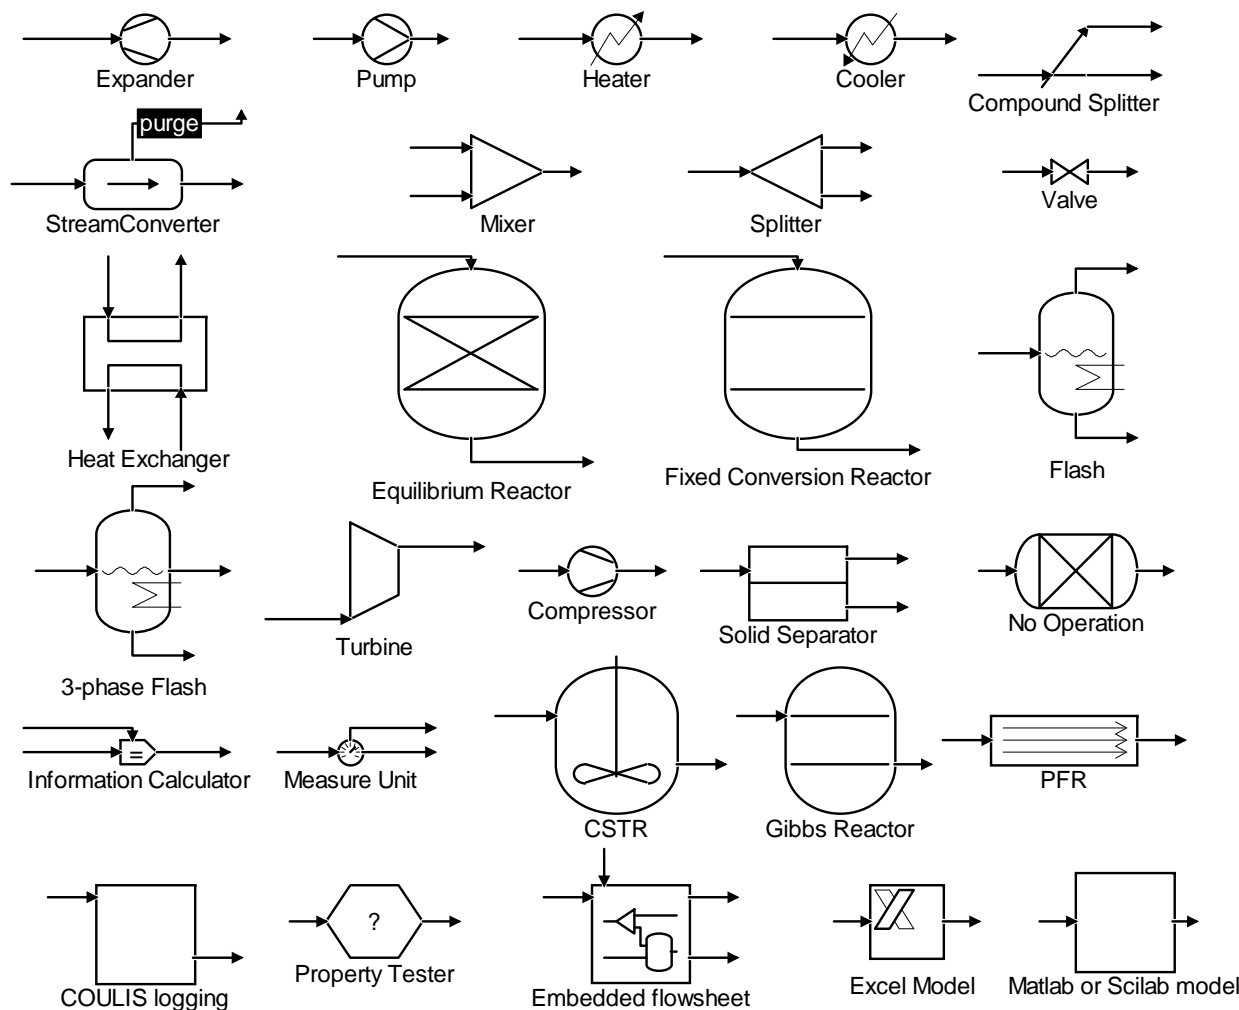 Expander
Pump
Heater
Cooler
Compound Splitter
purge
StreamConverter
Mixer
Splitter
Valve
Heat Exchanger
Equilibrium Reactor
Fixed Conversion Reactor
Flash
3-phase Flash
Turbine
Compressor
Solid Separator
No Operation
=
Information Calculator
Measure Unit
CSTR
Gibbs Reactor
PFR
COULIS logging
?
Property Tester
Embedded flowsheet
X
Excel Model
Matlab or Scilab model